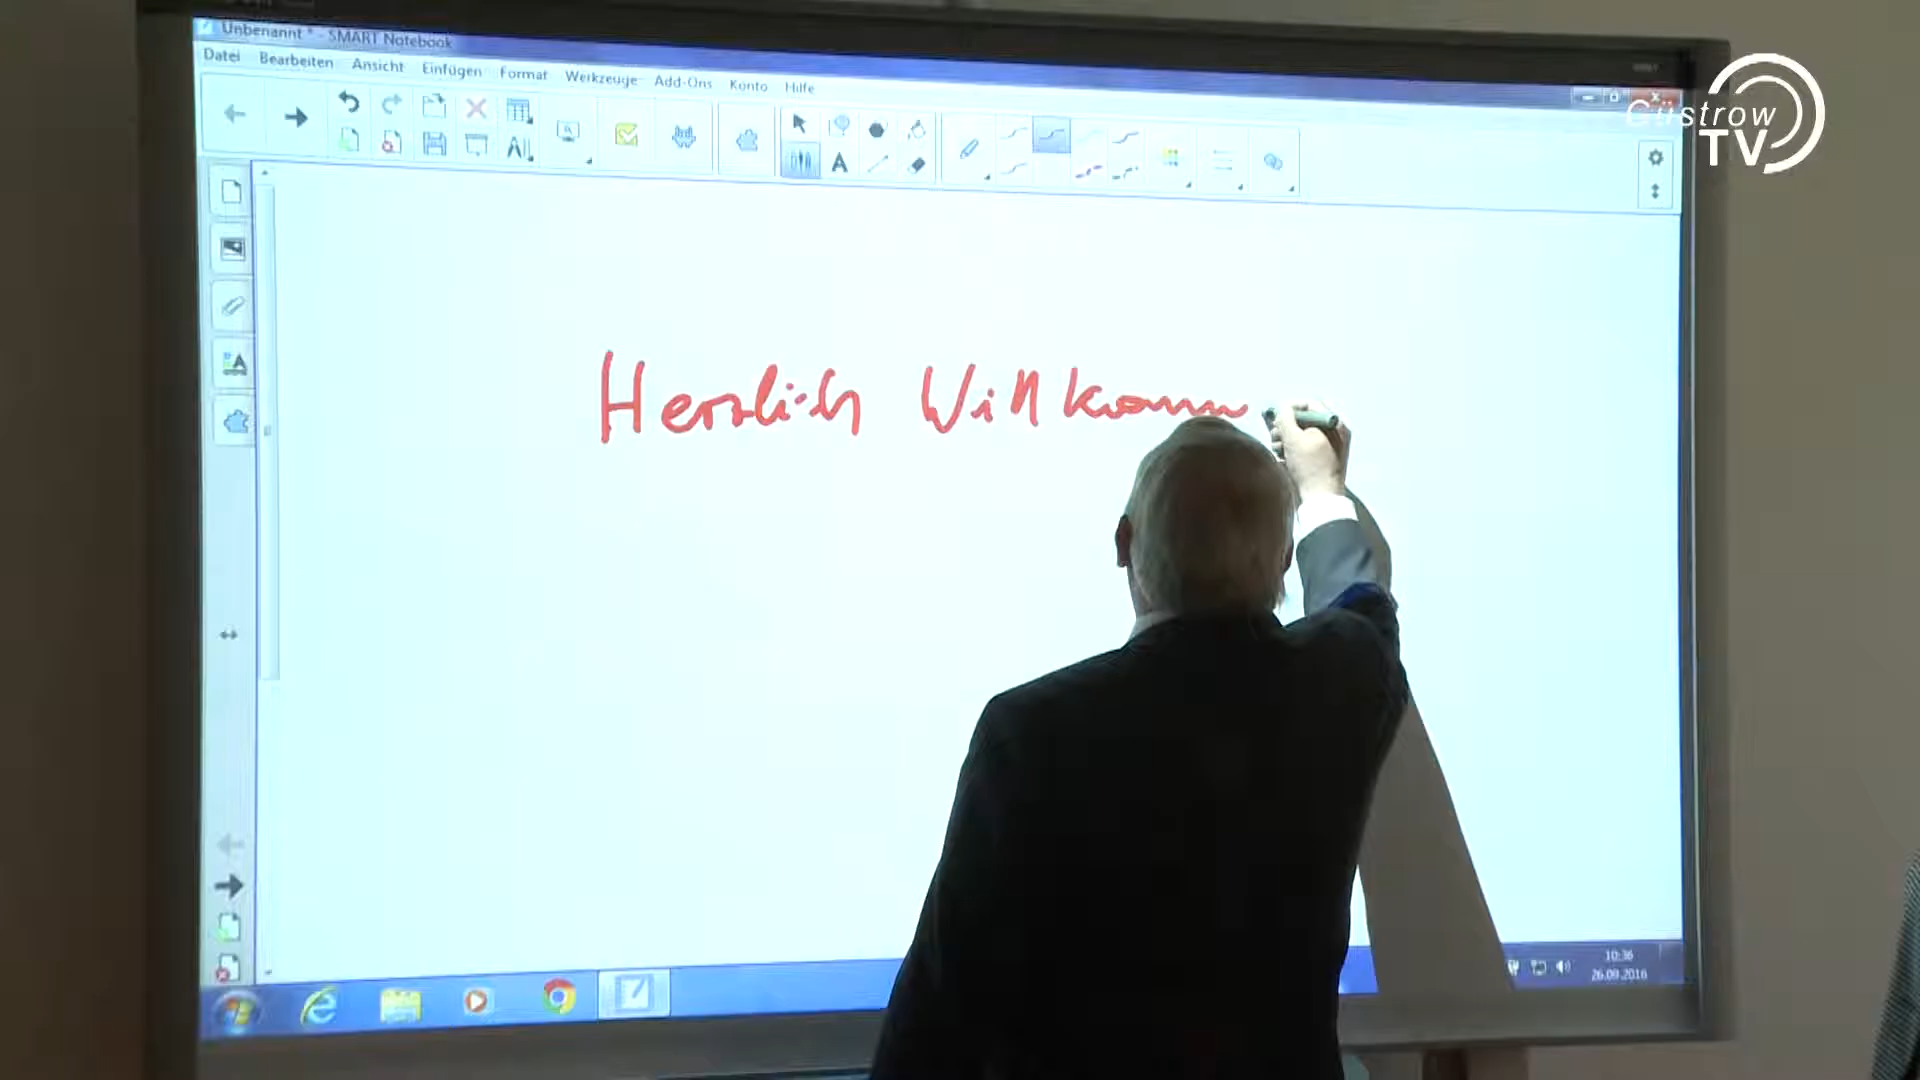 Unbenannt * - SMART Notebook
Datei Bearbeiten Ansicht Einfügen Format Werkzeuge Add-Ons Konto Hilfe
Güstrow
TV
Herzlich Willkomm
10:36
26.09.2016